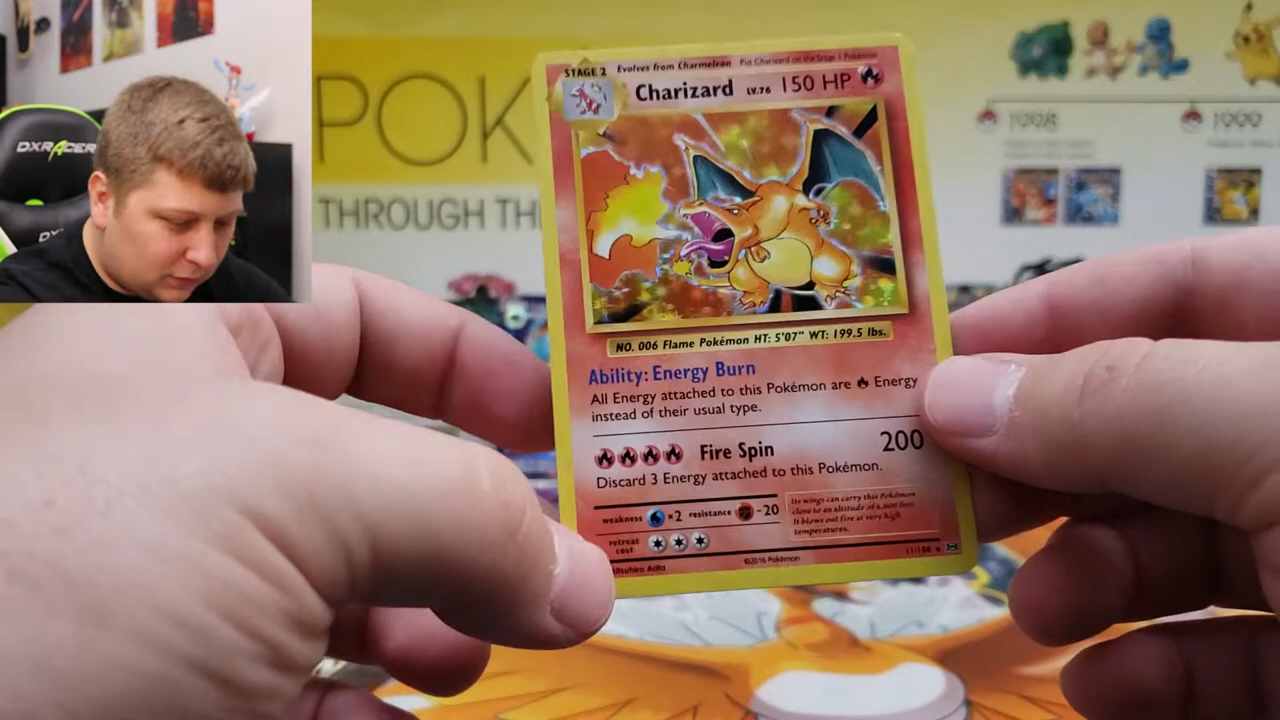 DXRACER
DX
POK
THROUGH TH
1998
1999
STAGE 2 Evolves from Charmeleon Put Charizard on the Stage 1 Pokémon
Charizard LV.76 150 HP
NO. 006 Flame Pokémon HT: 5'07" WT: 199.5 lbs.
Ability: Energy Burn
All Energy attached to this Pokémon are Energy
instead of their usual type.
Fire Spin 200
Discard 3 Energy attached to this Pokémon.
weakness ×2 resistance -20
retreat
cost
Its wings can carry this Pokémon
close to an altitude of 4,600 feet.
It blows out fire at very high
temperatures.
Mitsuhiro Arita ©2016 Pokémon 11/108